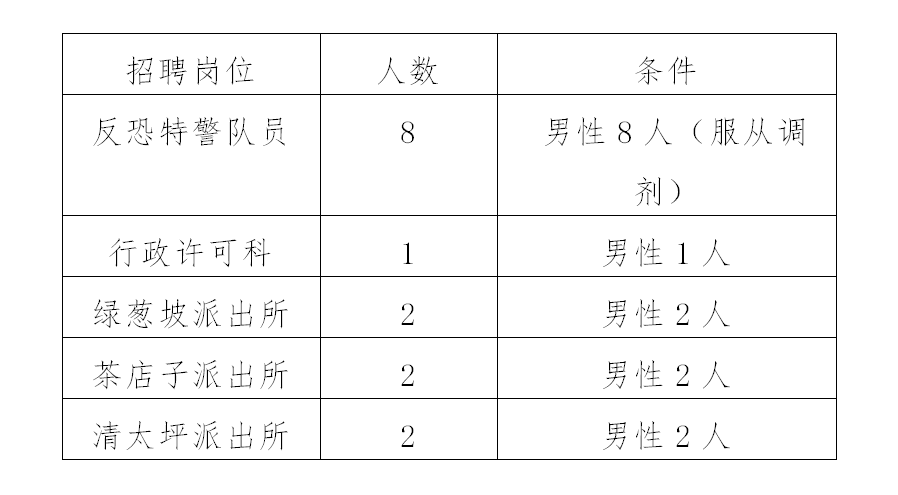 招聘岗位 人数 条件
反恐特警队员 8 男性8人（服从调
剂）
行政许可科 1 男性1人
绿葱坡派出所 2 男性2人
茶店子派出所 2 男性2人
清太坪派出所 2 男性2人